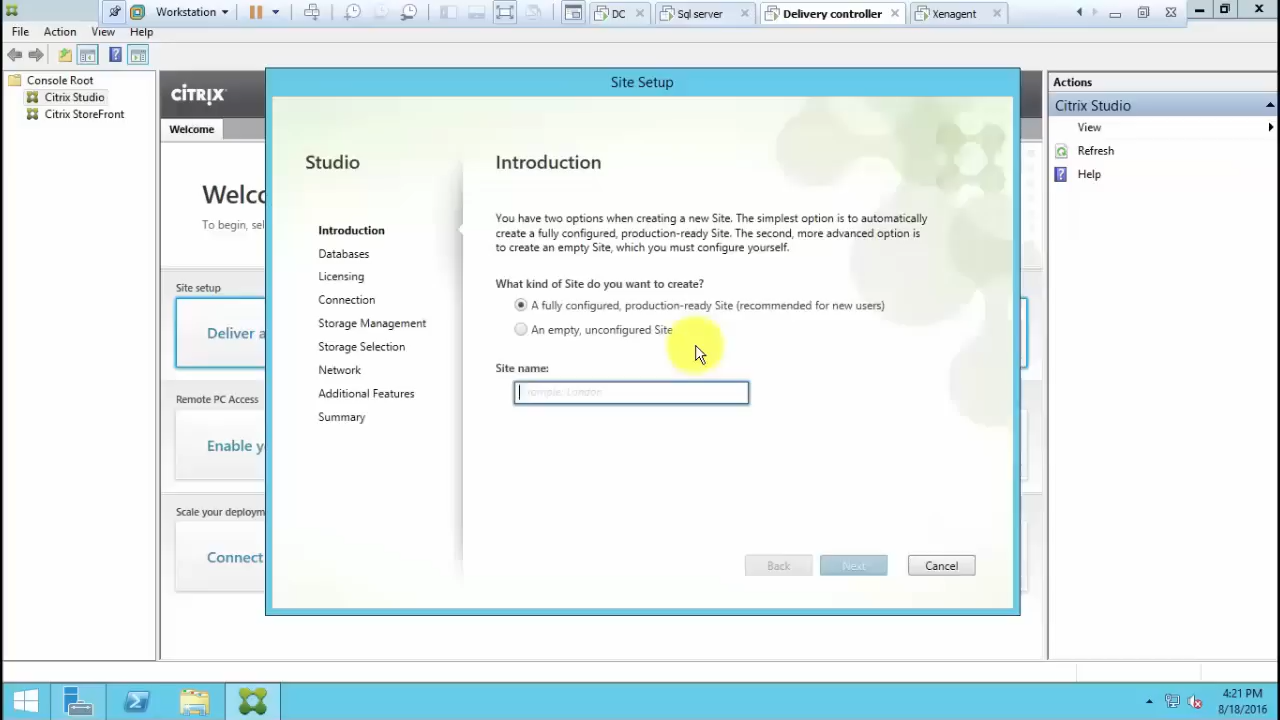 Workstation
DC
Sql server
Delivery controller
Xenagent
File
Action
View
Help
Console Root
Citrix Studio
Citrix StoreFront
CİTRIX
Welcome
Welc
To begin, sel
Site setup
Deliver a
Remote PC Access
Enable y
Scale your deploym
Connect
Site Setup
Studio
Introduction
Databases
Licensing
Connection
Storage Management
Storage Selection
Network
Additional Features
Summary
Introduction
You have two options when creating a new Site. The simplest option is to automatically
create a fully configured, production-ready Site. The second, more advanced option is
to create an empty Site, which you must configure yourself.
What kind of Site do you want to create?
A fully configured, production-ready Site (recommended for new users)
An empty, unconfigured Site
Site name:
London
Back
Next
Cancel
Actions
Citrix Studio
View
Refresh
Help
4:21 PM
8/18/2016